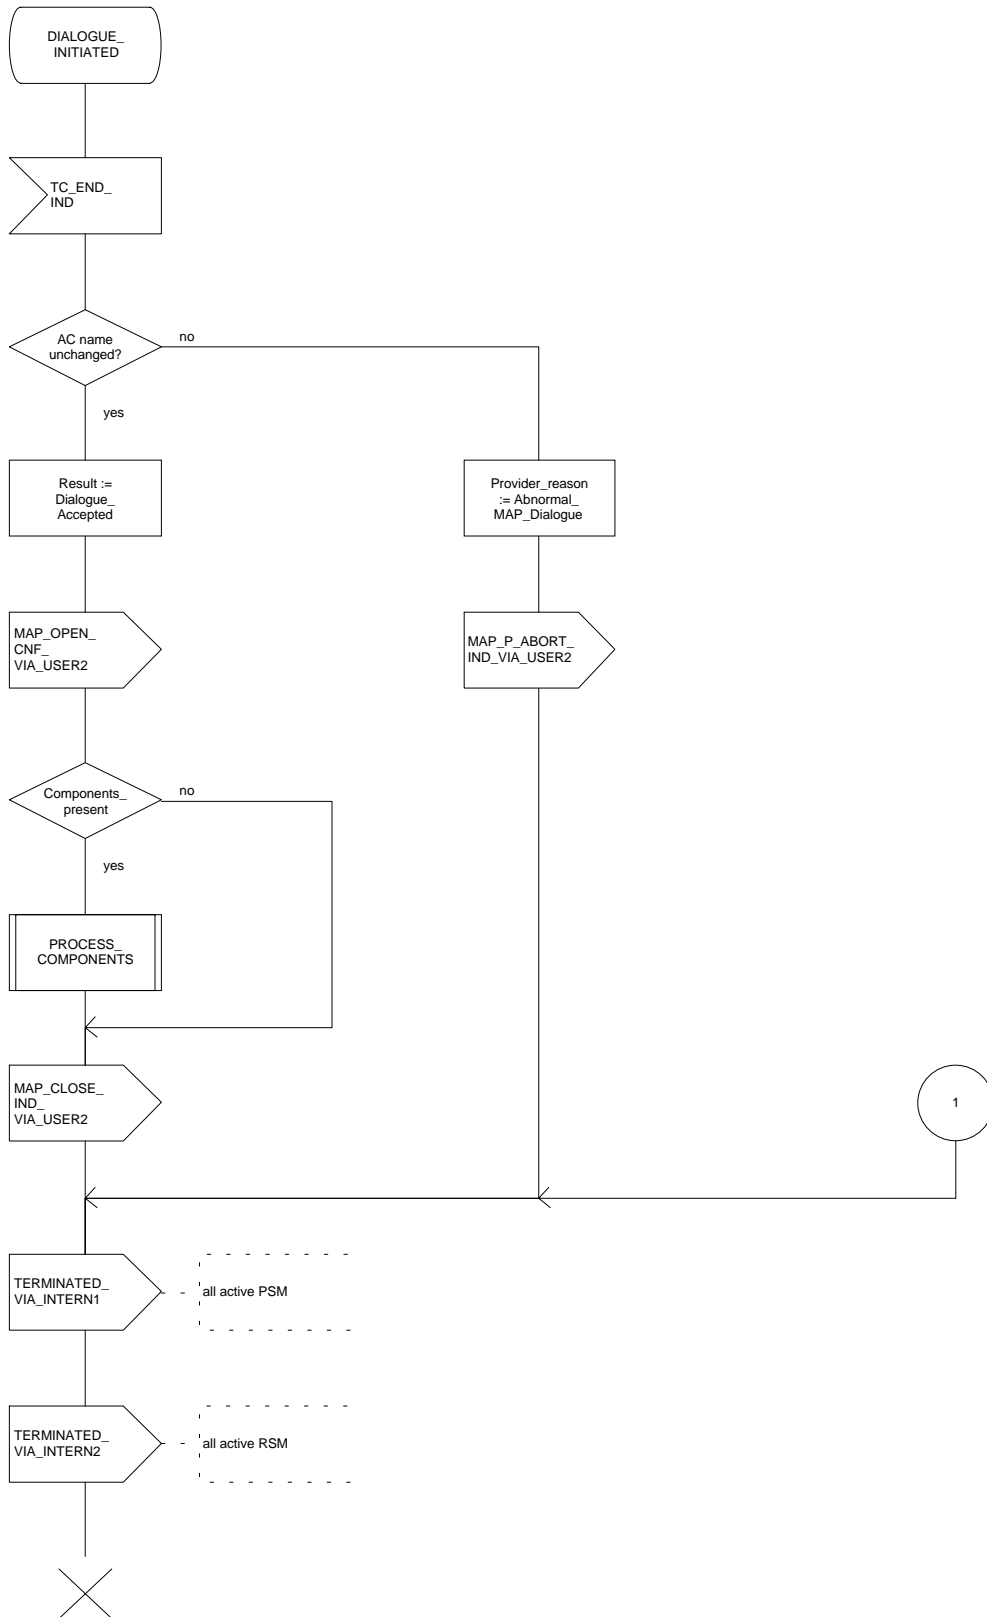 DIALOGUE_
INITIATED
TC_END_
IND
AC name
unchanged?
no
yes
Result :=
Dialogue_
Accepted
Provider_reason
:= Abnormal_
MAP_Dialogue
MAP_OPEN_
CNF_
VIA_USER2
MAP_P_ABORT_
IND_VIA_USER2
Components_
present
no
yes
PROCESS_
COMPONENTS
MAP_CLOSE_
IND_
VIA_USER2
1
TERMINATED_
VIA_INTERN1
all active PSM
TERMINATED_
VIA_INTERN2
all active RSM